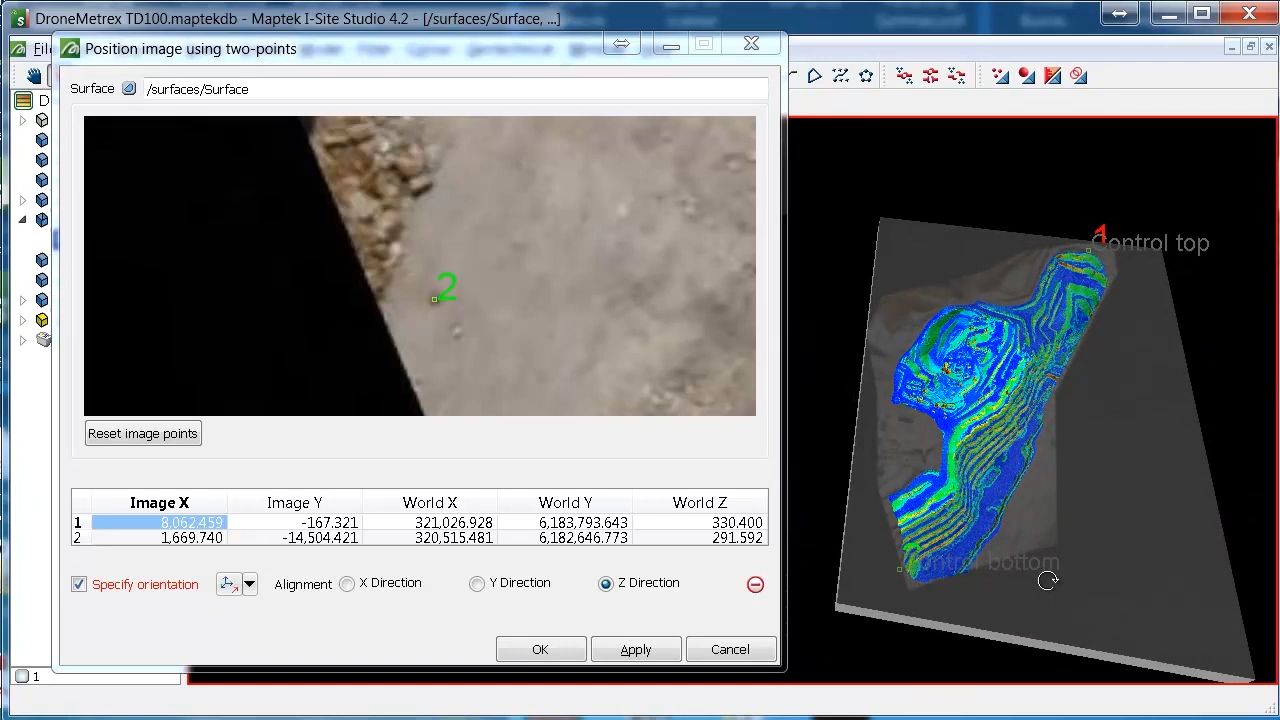 DroneMetrex TD100.maptekdb - Maptek I-Site Studio 4.2 - [/surfaces/Surface, ...]
Position image using two-points
Surface /surfaces/Surface
D
2
1
Control top
Control bottom
Reset image points
Image X Image Y World X World Y World Z
1 8,062.459 -167.321 321,026.928 6,183,793.643 330.400
2 1,669.740 -14,504.421 320,515.481 6,182,646.773 291.592
Specify orientation Alignment X Direction Y Direction Z Direction
OK Apply Cancel
1